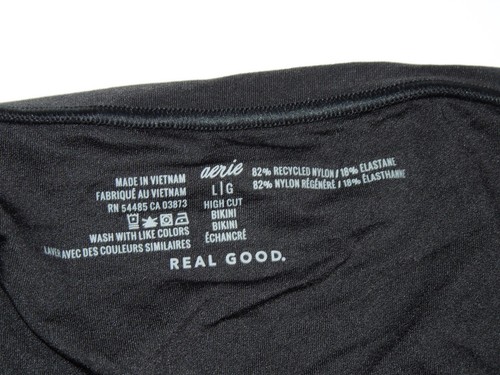 MADE IN VIETNAM
FABRIQUÉ AU VIETNAM
RN 54485 CA 03873
WASH WITH LIKE COLORS
LAVER AVEC DES COULEURS SIMILAIRES
aerie
L|G
HIGH CUT
BIKINI
BIKINI
ÉCHANCRÉ
82% RECYCLED NYLON / 18% ELASTANE
82% NYLON RÉGÉNÉRÉ / 18% ÉLASTHANNE
REAL GOOD.